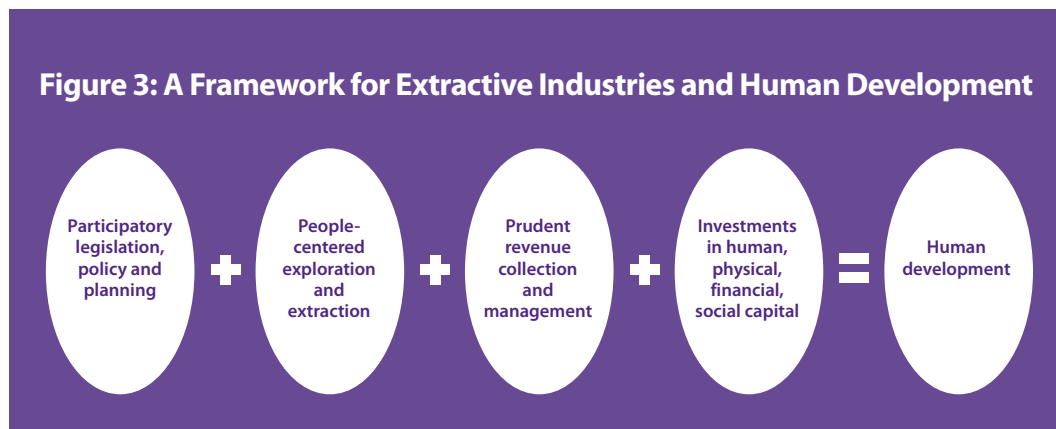 Figure 3: A Framework for Extractive Industries and Human Development
Participatory
legislation,
policy and
planning
+
People-
centered
exploration
and
extraction
+
Prudent
revenue
collection
and
management
+
Investments
in human,
physical,
financial,
social capital
=
Human
development